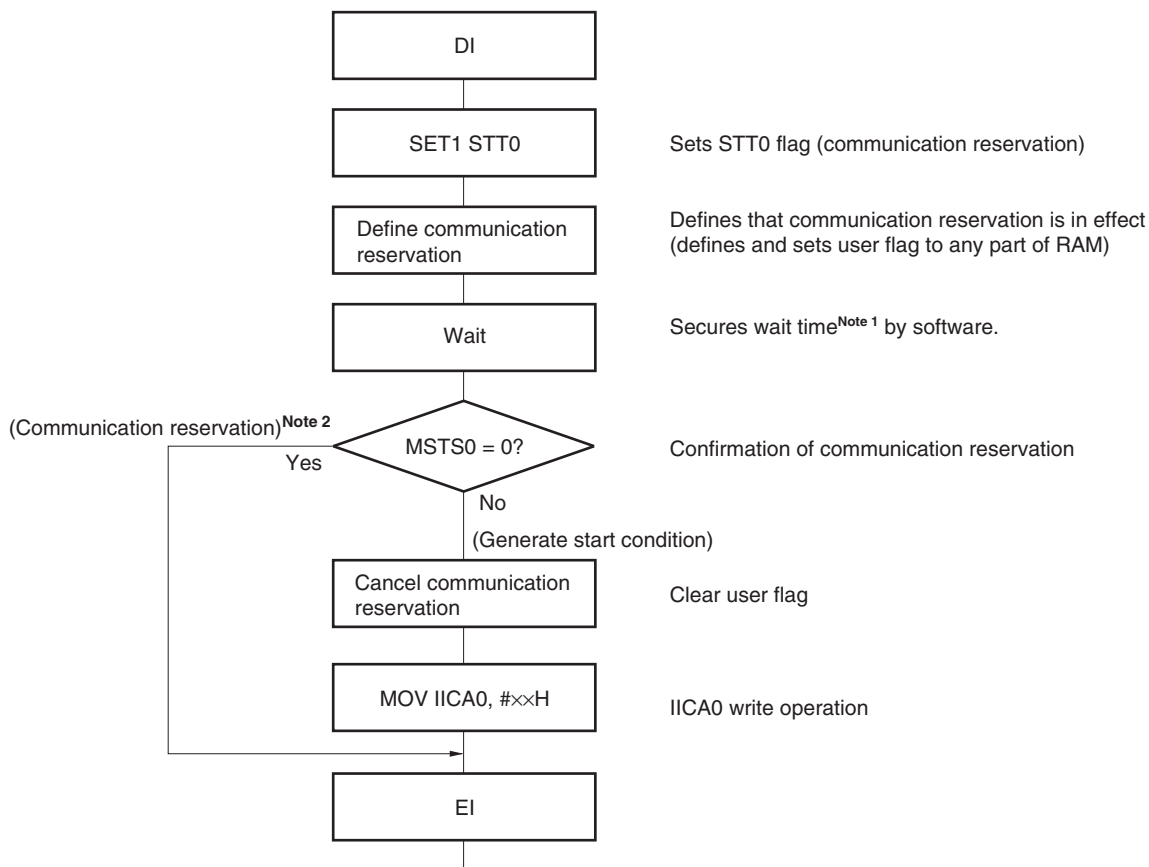 DI
SET1 STT0
Sets STT0 flag (communication reservation)
Define communication
reservation
Defines that communication reservation is in effect
(defines and sets user flag to any part of RAM)
Wait
Secures wait timeNote 1 by software.
(Communication reservation)Note 2
MSTS0 = 0?
Confirmation of communication reservation
Yes
No
(Generate start condition)
Cancel communication
reservation
Clear user flag
MOV IICA0, #××H
IICA0 write operation
EI